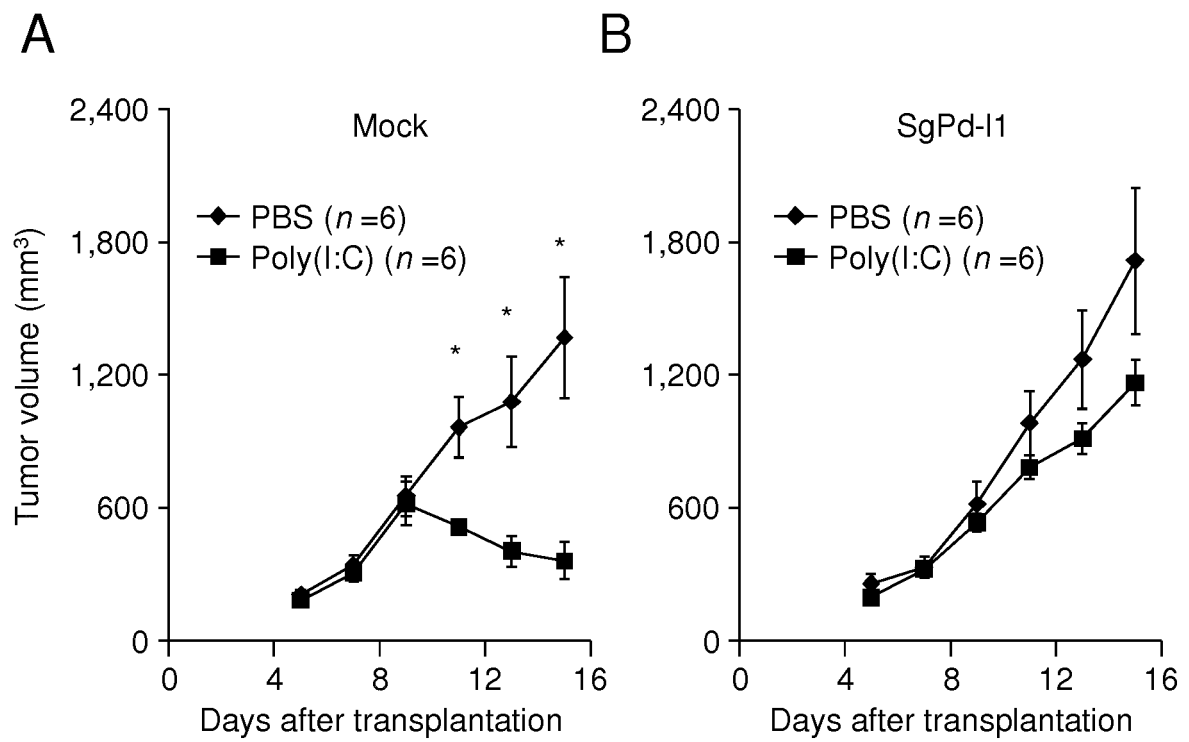 A
B
Mock
SgPd-l1
PBS (n =6)
Poly(I:C) (n =6)
PBS (n =6)
Poly(I:C) (n =6)
*
*
*
Tumor volume (mm³)
2,400
1,800
1,200
600
0
2,400
1,800
1,200
600
0
0 4 8 12 16
0 4 8 12 16
Days after transplantation
Days after transplantation